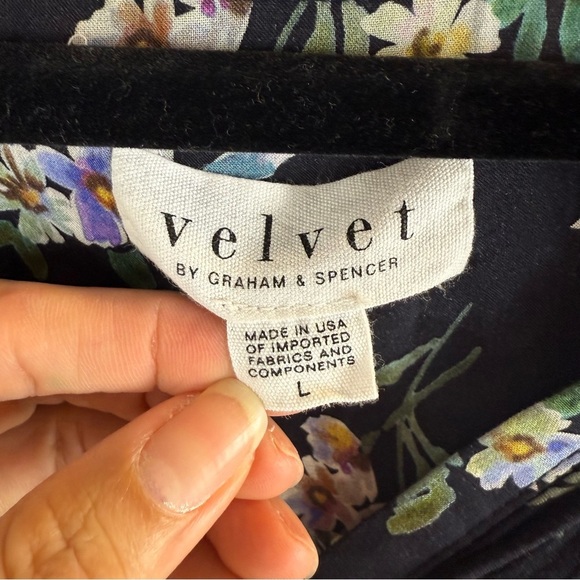 velvet
BY GRAHAM & SPENCER
MADE IN USA
OF IMPORTED
FABRICS AND
COMPONENTS
L